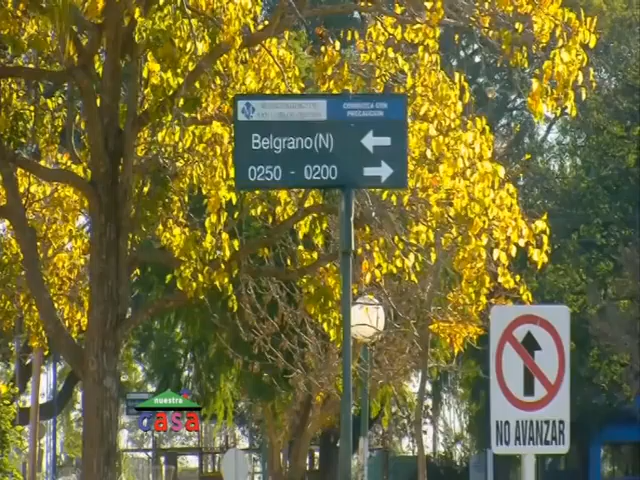 CONDUZCA CON
PRECAUCION
Belgrano(N)
0250 - 0200
NO AVANZAR
nuestra
casa